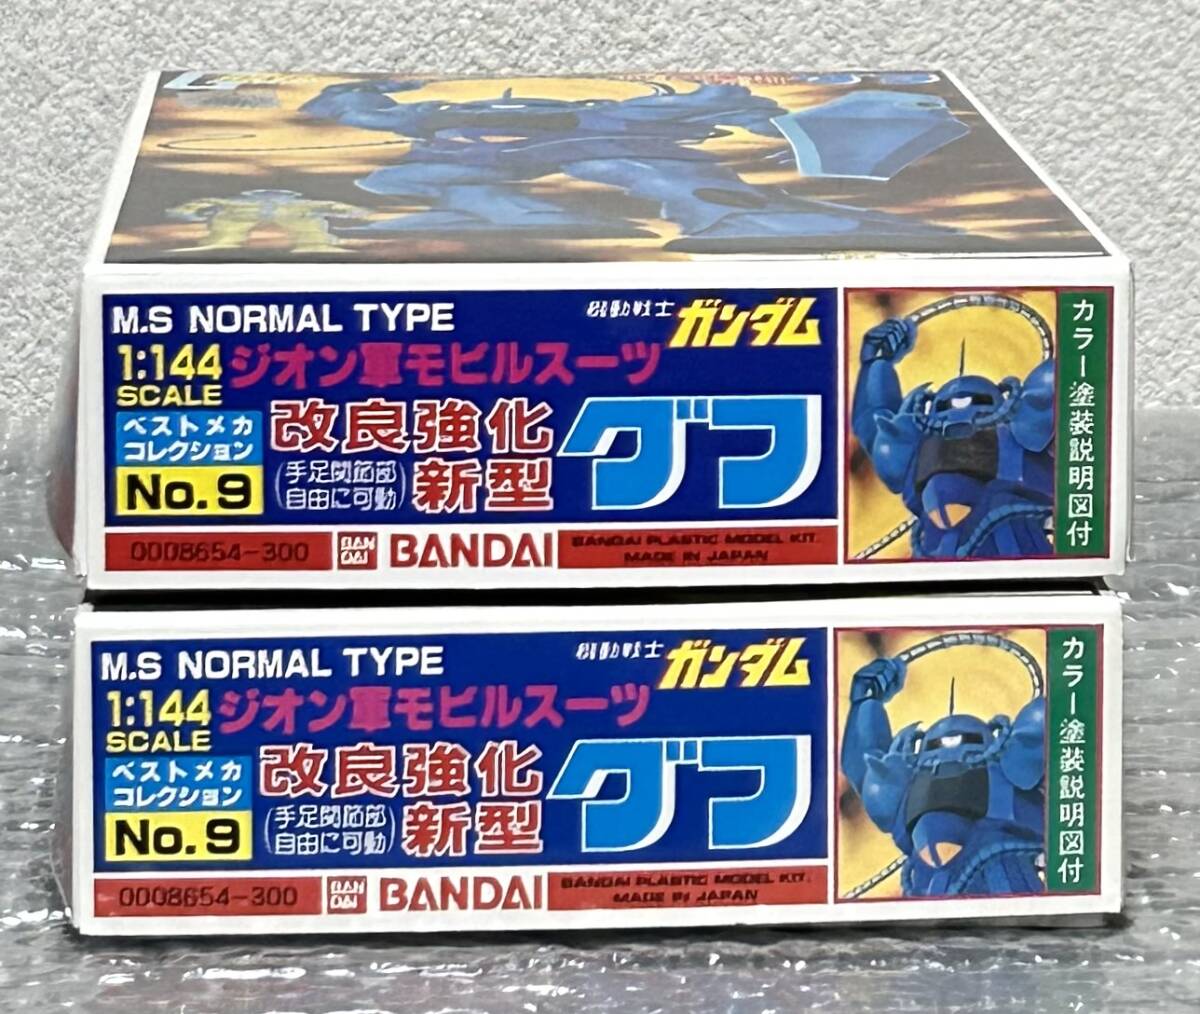 M.S NORMAL TYPE
機動戦士 ガンダム
1:144 SCALE
ジオン軍モビルスーツ
ベストメカ
コレクション
No.9
改良強化
新型
(手足関節部
自由に可動)
グフ
カラー塗装説明図付
0008654-300
BAN
DAI
BANDAI
BANDAI PLASTIC MODEL KIT.
MADE IN JAPAN
M.S NORMAL TYPE
機動戦士 ガンダム
1:144 SCALE
ジオン軍モビルスーツ
ベストメカ
コレクション
No.9
改良強化
新型
(手足関節部
自由に可動)
グフ
カラー塗装説明図付
0008654-300
BAN
DAI
BANDAI
BANDAI PLASTIC MODEL KIT.
MADE IN JAPAN